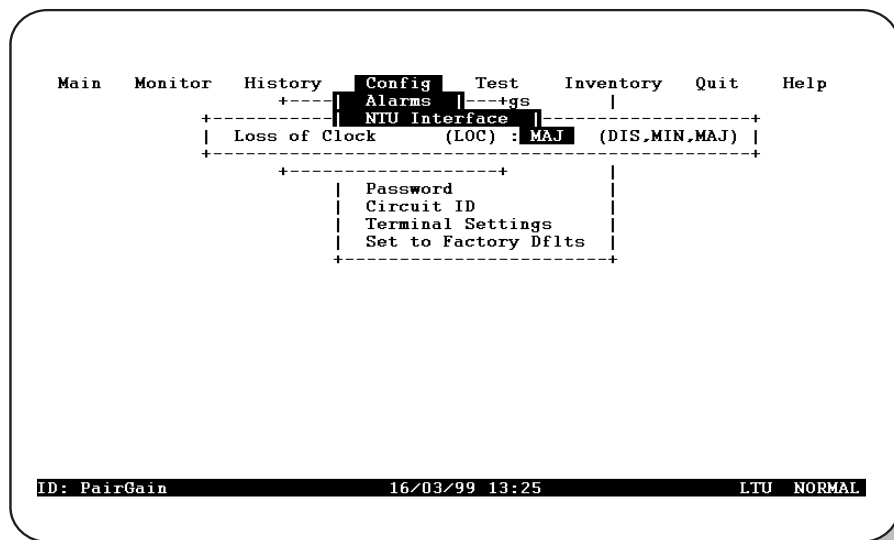 Main Monitor History Config Test Inventory Quit Help
+----| Alarms |---+gs |
+-----------| NTU Interface |--------------------+
| Loss of Clock (LOC) : MAJ (DIS,MIN,MAJ) |
+-------------------------------------------------+
+-------------------+ |
| Password |
| Circuit ID |
| Terminal Settings |
| Set to Factory Dflts |
+------------------------+
ID: PairGain 16/03/99 13:25 LTU NORMAL